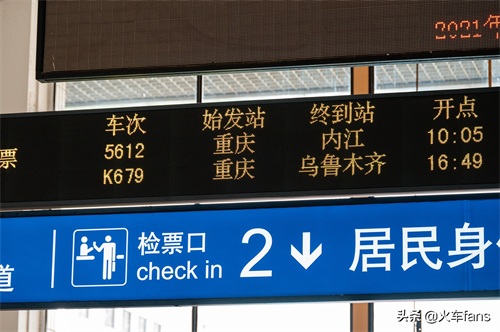 2021年
车次 始发站 终到站 开点
票 5612 重庆 内江 10:05
K679 重庆 乌鲁木齐 16:49
道 检票口 check in 2 居民身
头条 @火车fans